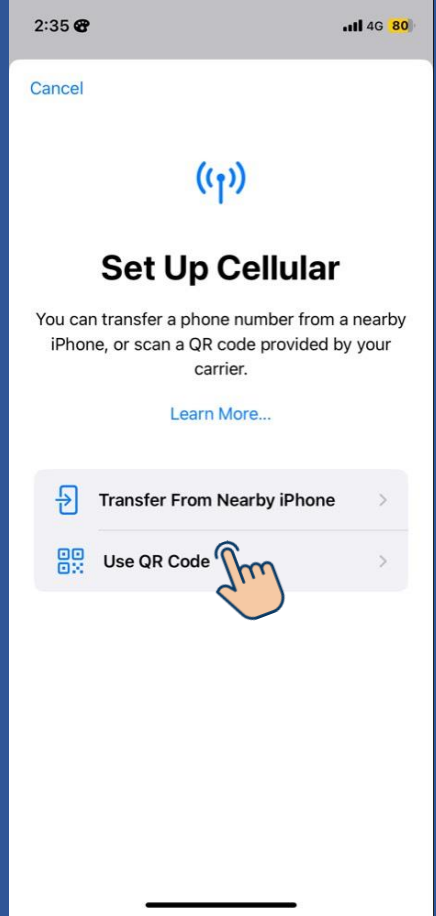 2:35
4G 80
Cancel
Set Up Cellular
You can transfer a phone number from a nearby
iPhone, or scan a QR code provided by your
carrier.
Learn More...
Transfer From Nearby iPhone
Use QR Code